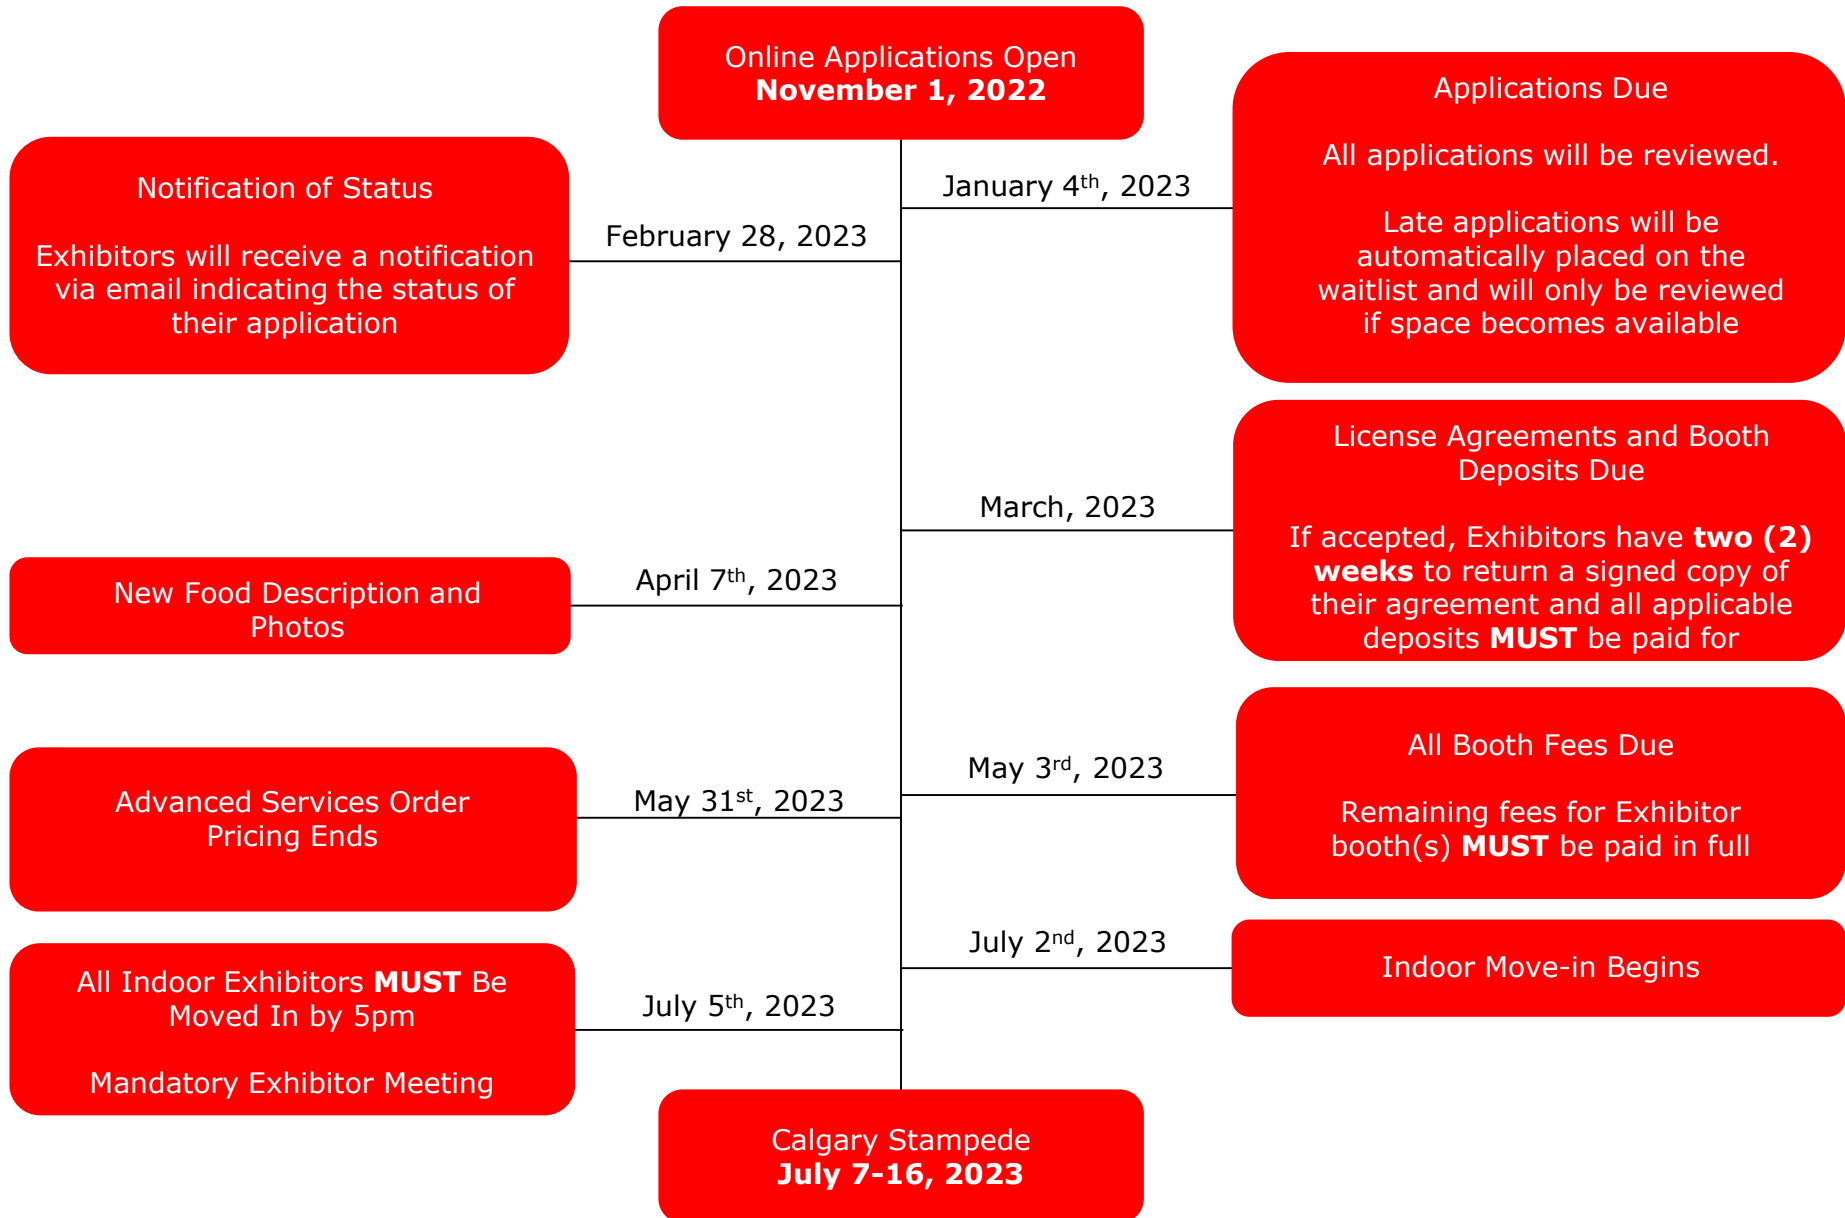 Online Applications Open
November 1, 2022
Applications Due
All applications will be reviewed.
Late applications will be
automatically placed on the
waitlist and will only be reviewed
if space becomes available
January 4th, 2023
Notification of Status
Exhibitors will receive a notification
via email indicating the status of
their application
February 28, 2023
License Agreements and Booth
Deposits Due
If accepted, Exhibitors have two (2)
weeks to return a signed copy of
their agreement and all applicable
deposits MUST be paid for
March, 2023
New Food Description and
Photos
April 7th, 2023
All Booth Fees Due
Remaining fees for Exhibitor
booth(s) MUST be paid in full
May 3rd, 2023
Advanced Services Order
Pricing Ends
May 31st, 2023
July 2nd, 2023
Indoor Move-in Begins
All Indoor Exhibitors MUST Be
Moved In by 5pm
Mandatory Exhibitor Meeting
July 5th, 2023
Calgary Stampede
July 7-16, 2023